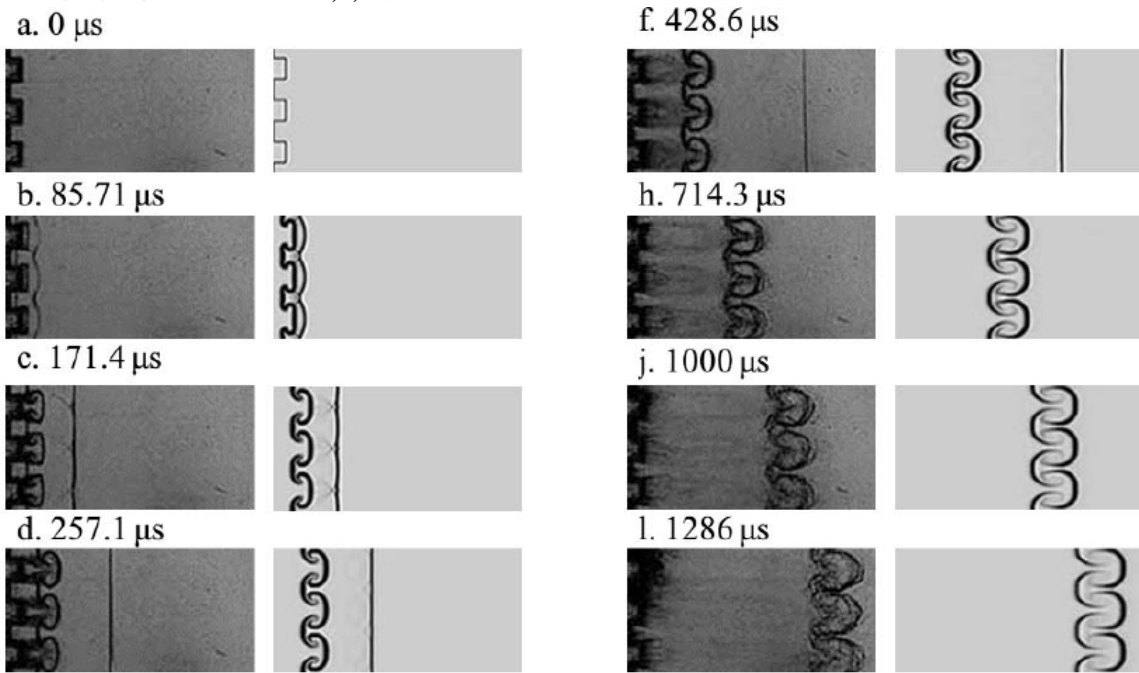 a. 0 μs
b. 85.71 μs
c. 171.4 μs
d. 257.1 μs
f. 428.6 μs
h. 714.3 μs
j. 1000 μs
l. 1286 μs